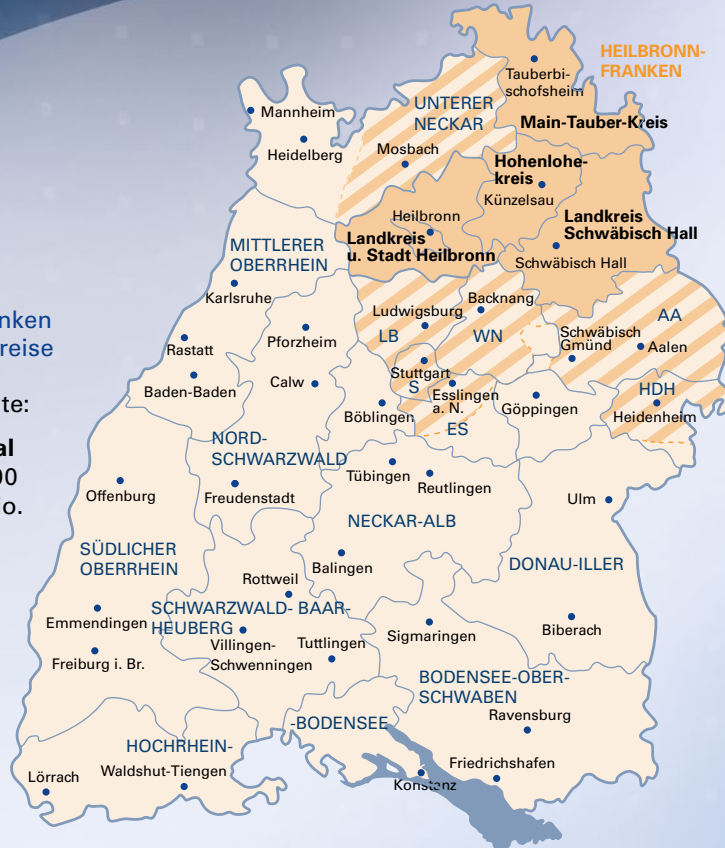 HEILBRONN-
FRANKEN
Tauberbi-
schofsheim
UNTERER
NECKAR
Main-Tauber-Kreis
Mannheim
Mosbach
Heidelberg
Hohenlohe-
kreis
Künzelsau
Heilbronn
Landkreis
Schwäbisch Hall
Landkreis
u. Stadt Heilbronn
Schwäbisch Hall
MITTLERER
OBERRHEIN
Karlsruhe
Backnang
Ludwigsburg
AA
LB
WN
Schwäbisch
Gmünd
Aalen
Rastatt
Pforzheim
Stuttgart
S
Baden-Baden
Calw
Esslingen
a. N.
HDH
Heidenheim
Böblingen
Göppingen
ES
te:
al
NORD-
SCHWARZWALD
Tübingen
Reutlingen
Offenburg
Freudenstadt
Ulm
NECKAR-ALB
SÜDLICHER
OBERRHEIN
Balingen
DONAU-ILLER
Rottweil
SCHWARZWALD- BAAR-
HEUBERG
Emmendingen
Villingen-
Schwenningen
Tuttlingen
Sigmaringen
Biberach
Freiburg i. Br.
BODENSEE-OBER-
SCHWABEN
Ravensburg
-BODENSEE
HOCHRHEIN-
Friedrichshafen
Lörrach
Waldshut-Tiengen
Konstanz